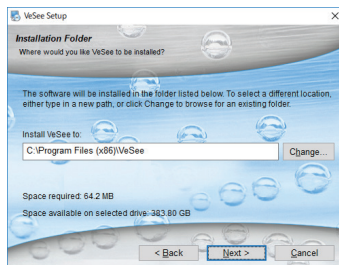 VeSee Setup
Installation Folder
Where would you like VeSee to be installed?
The software will be installed in the folder listed below. To select a different location,
either type in a new path, or click Change to browse for an existing folder.
Install VeSee to:
C:\Program Files (x86)\VeSee
Change...
Space required: 64.2 MB
Space available on selected drive: 383.80 GB
< Back
Next >
Cancel